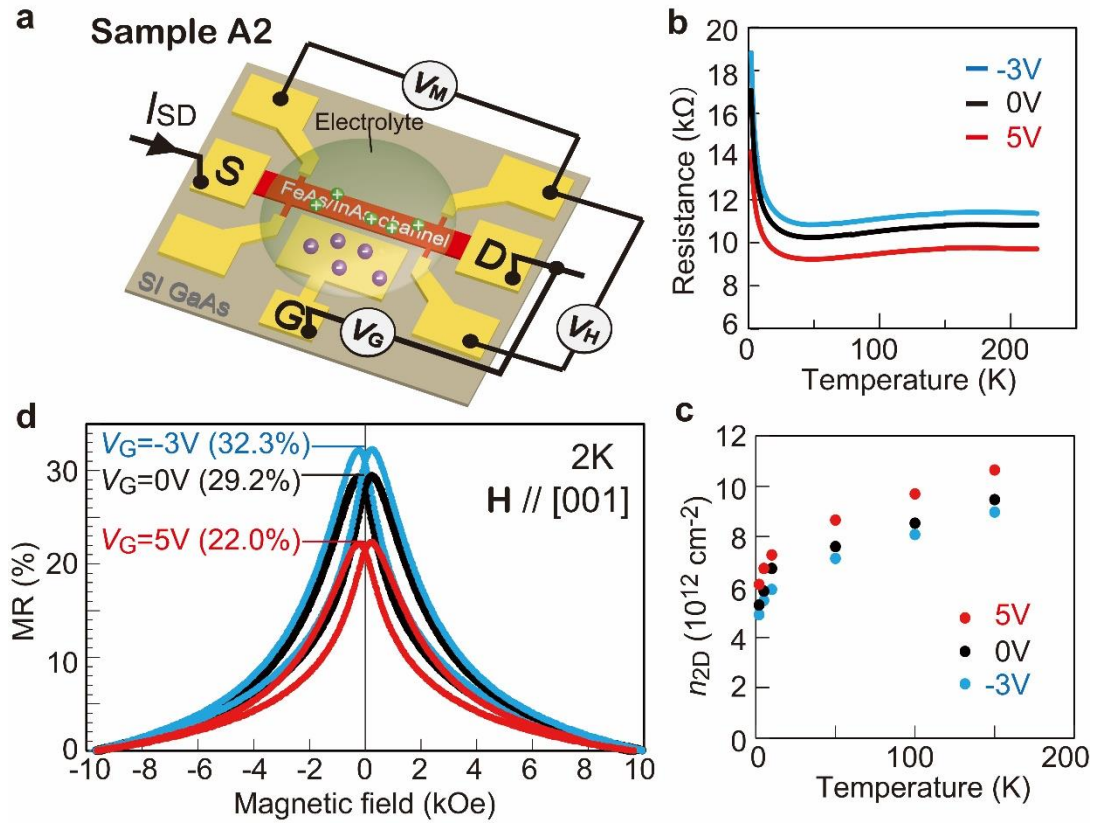 a
Sample A2
I_SD
S
V_M
Electrolyte
FeAs/InAs channel
D
G
V_G
V_H
SI GaAs
b
20
18
16
14
12
10
8
6
0
100
200
Resistance (kΩ)
Temperature (K)
-3V
0V
5V
d
V_G=-3V (32.3%)
V_G=0V (29.2%)
V_G=5V (22.0%)
2K
H // [001]
MR (%)
30
20
10
0
-10 -8 -6 -4 -2 0 2 4 6 8 10
Magnetic field (kOe)
c
12
10
8
6
4
2
0
0
100
200
n_2D (10^12 cm^-2)
Temperature (K)
5V
0V
-3V